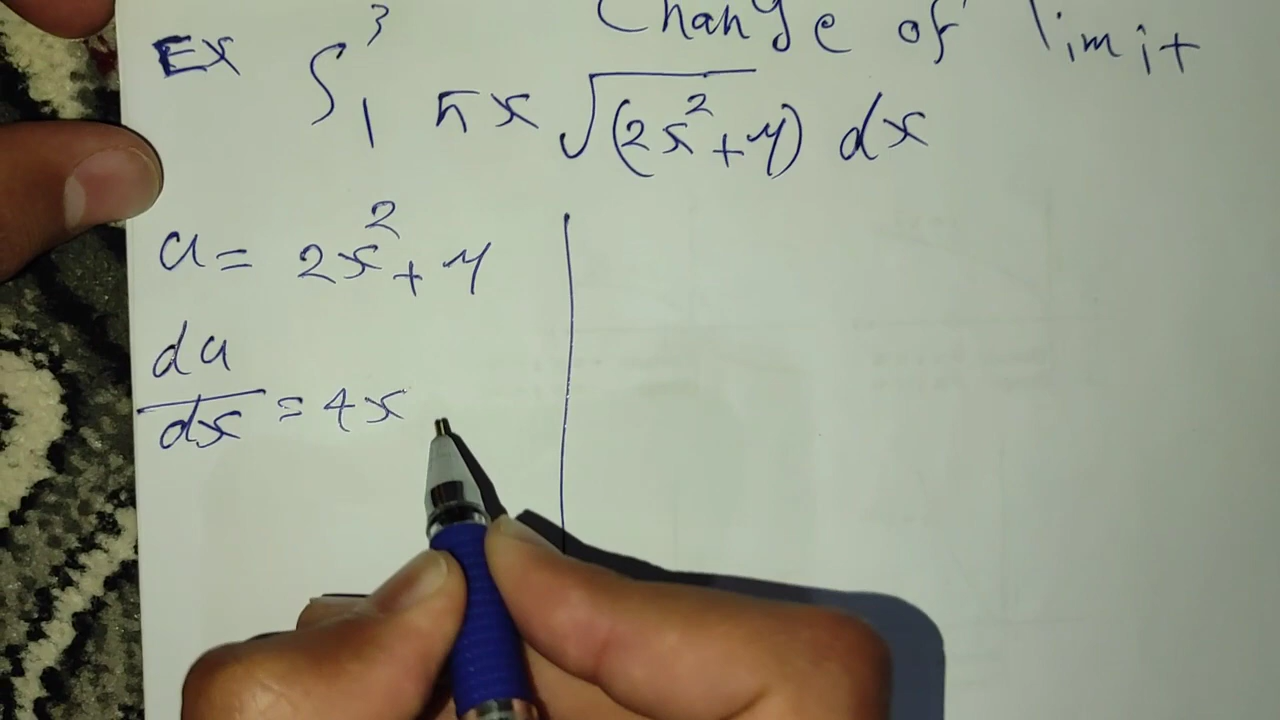 Change of limit
Ex ∫₁³ 5x √(2x²+4) dx
u = 2x²+4
du/dx = 4x